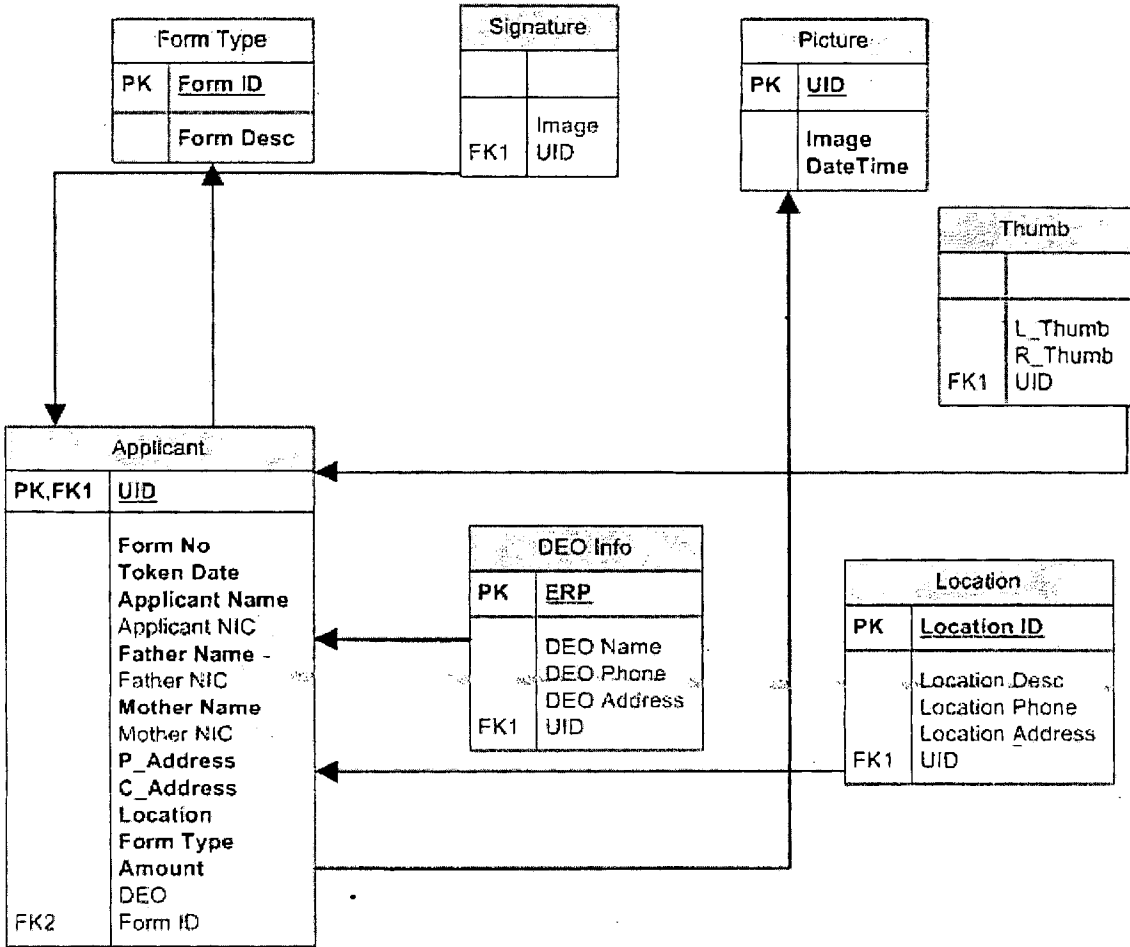 Form Type
PK Form ID
Form Desc
Signature
Image
FK1 UID
Picture
PK UID
Image
DateTime
Thumb
L_Thumb
R_Thumb
FK1 UID
Applicant
PK,FK1 UID
Form No
Token Date
Applicant Name
Applicant NIC
Father Name
Father NIC
Mother Name
Mother NIC
P_Address
C_Address
Location
Form Type
Amount
DEO
FK2 Form ID
DEO Info
PK ERP
DEO Name
DEO Phone
DEO Address
FK1 UID
Location
PK Location ID
Location Desc
Location Phone
Location Address
FK1 UID